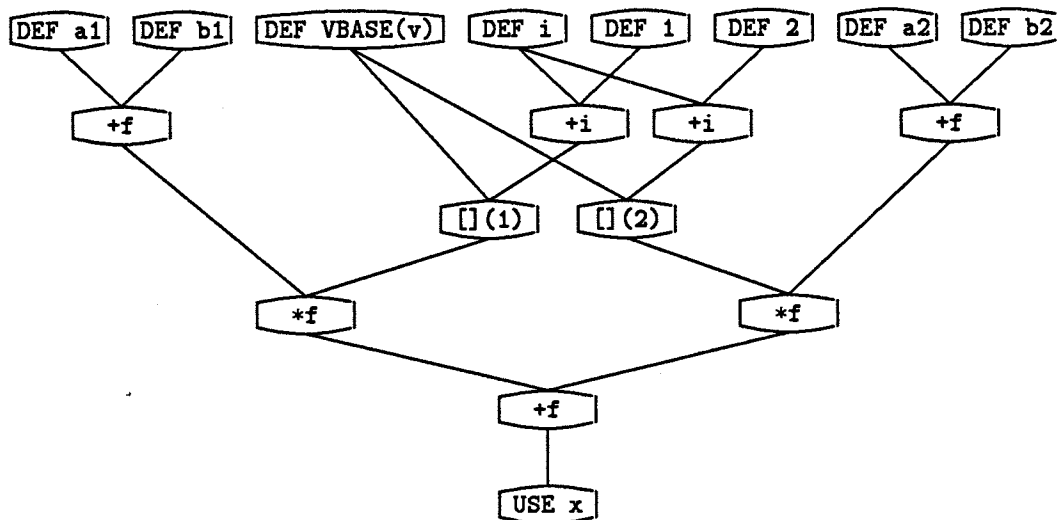 DEF a1 DEF b1 DEF VBASE(v) DEF i DEF 1 DEF 2 DEF a2 DEF b2
+f +i +i +f
[](1) [](2)
*f *f
+f
USE x